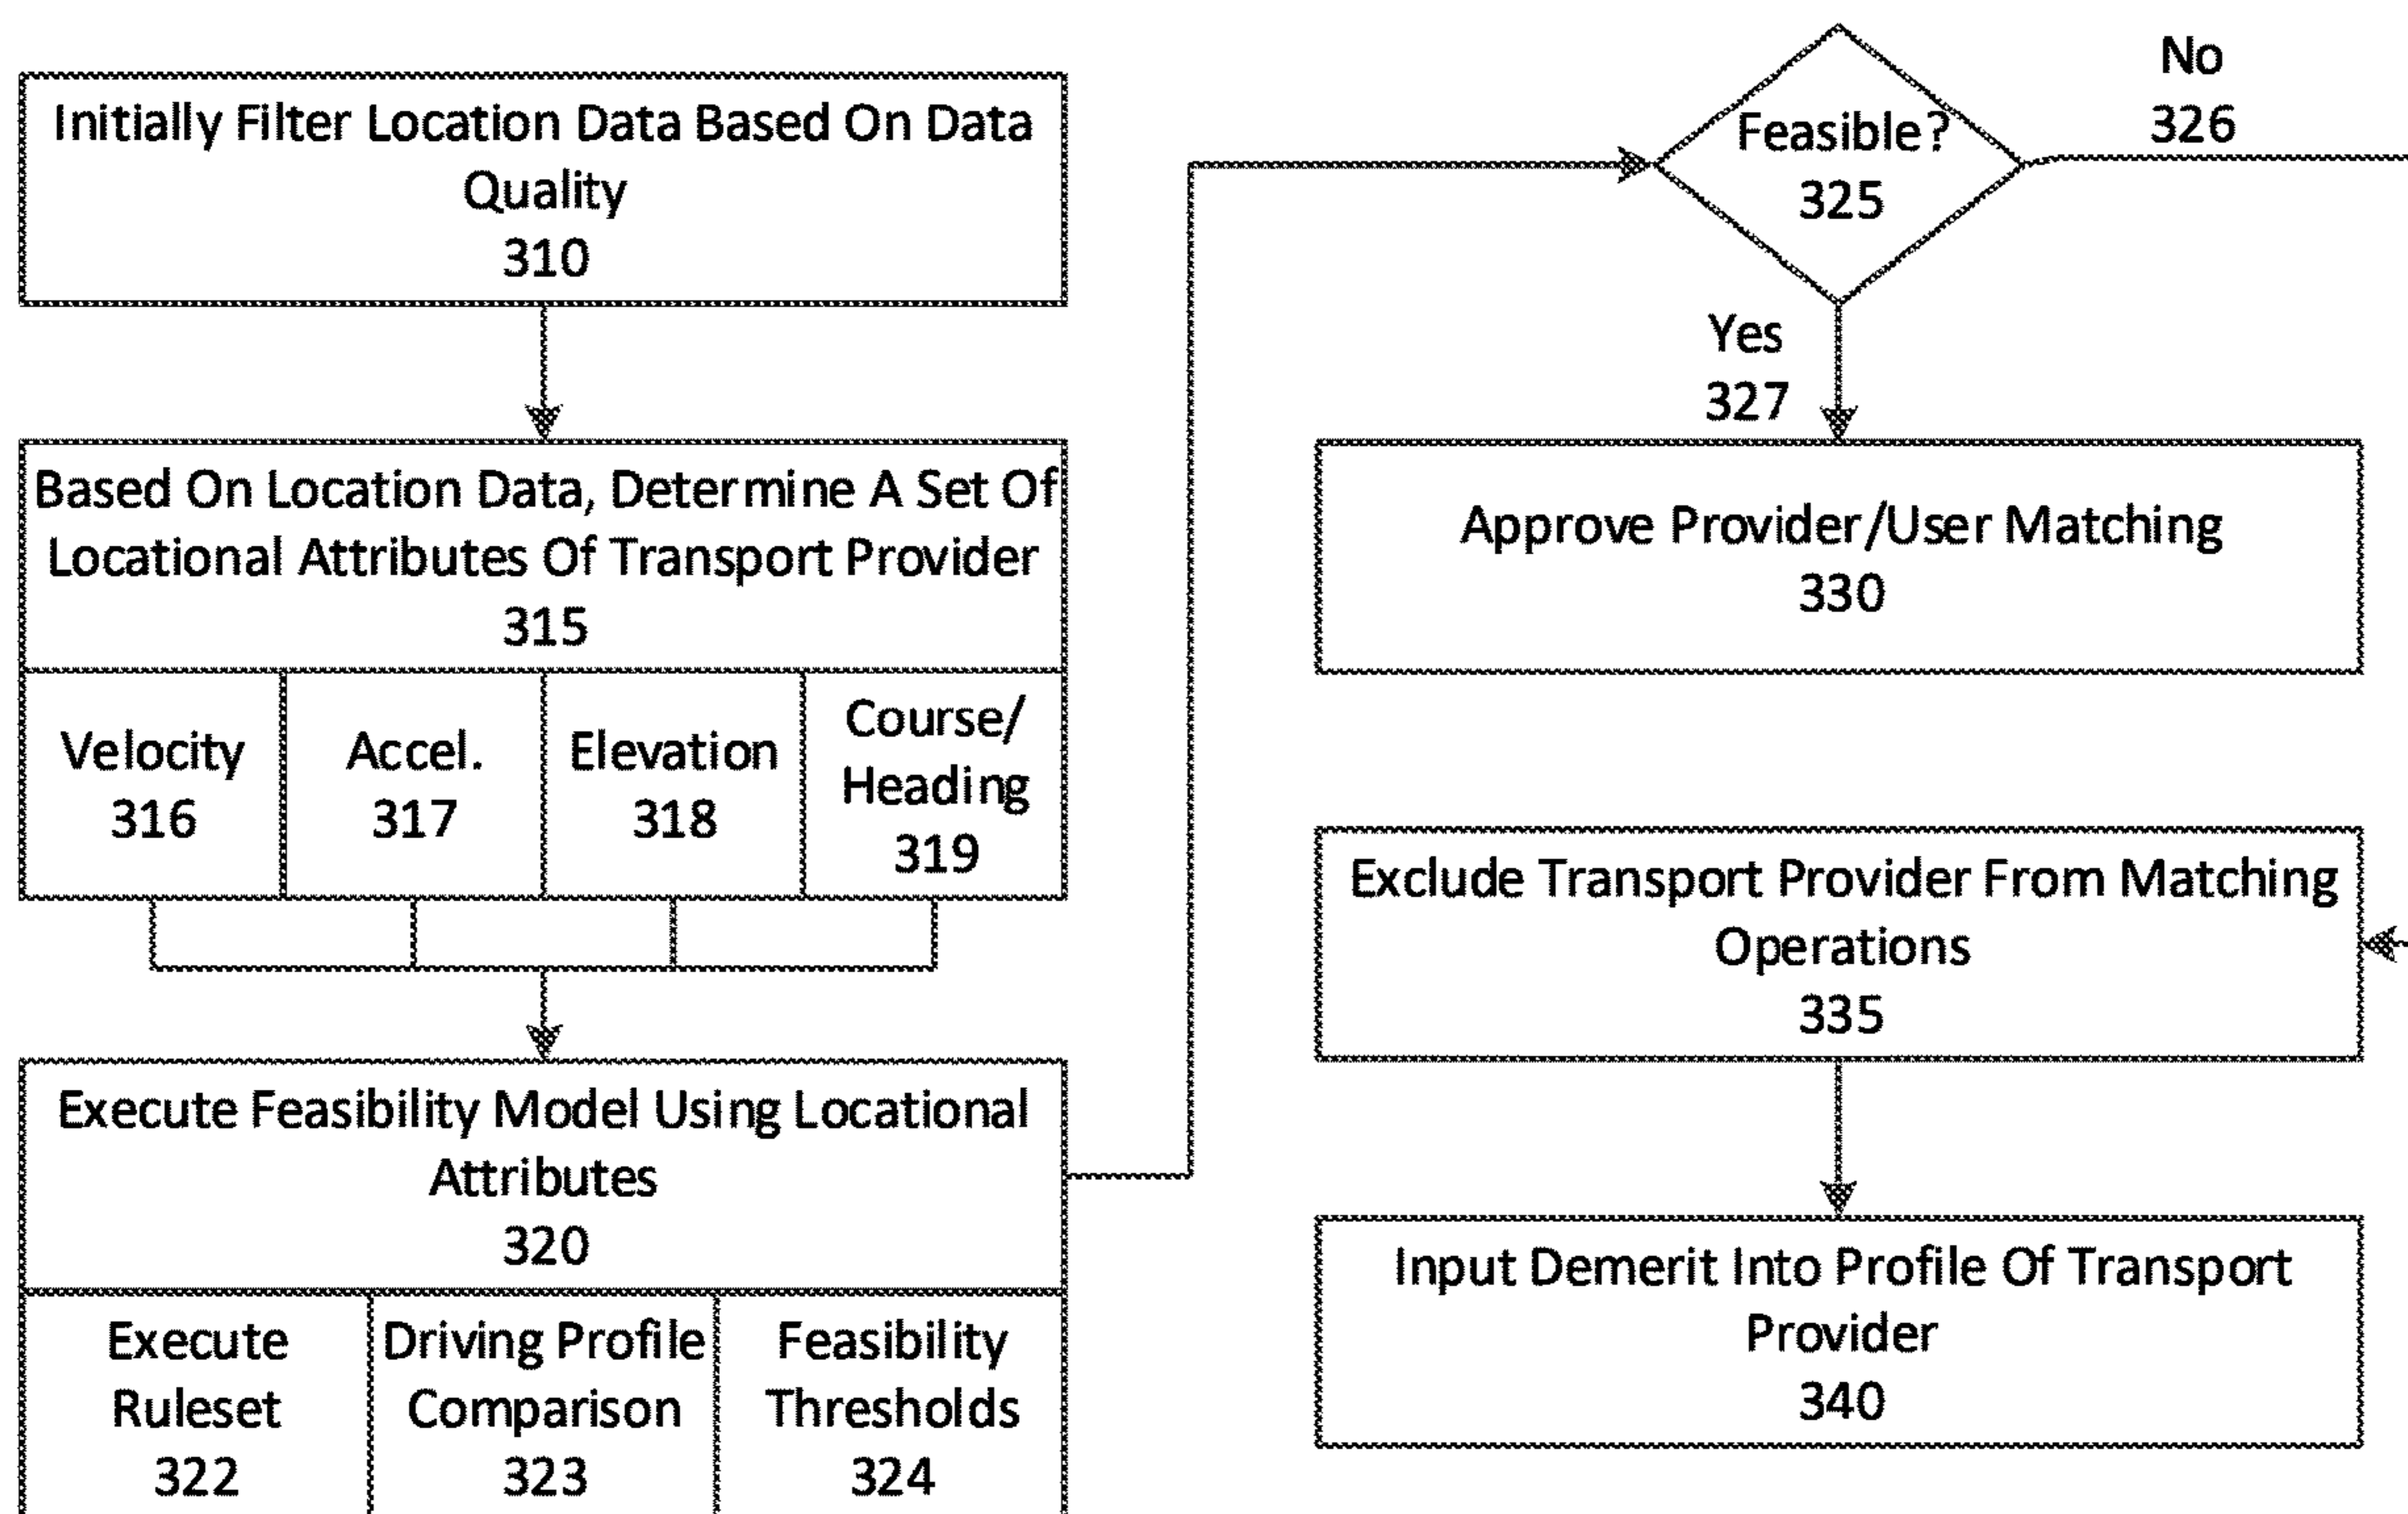 Initially Filter Location Data Based On Data
Quality
310
Based On Location Data, Determine A Set Of
Locational Attributes Of Transport Provider
315
Velocity
316
Accel.
317
Elevation
318
Course/
Heading
319
Execute Feasibility Model Using Locational
Attributes
320
Execute
Ruleset
322
Driving Profile
Comparison
323
Feasibility
Thresholds
324
Feasible?
325
No
326
Yes
327
Approve Provider/User Matching
330
Exclude Transport Provider From Matching
Operations
335
Input Demerit Into Profile Of Transport
Provider
340